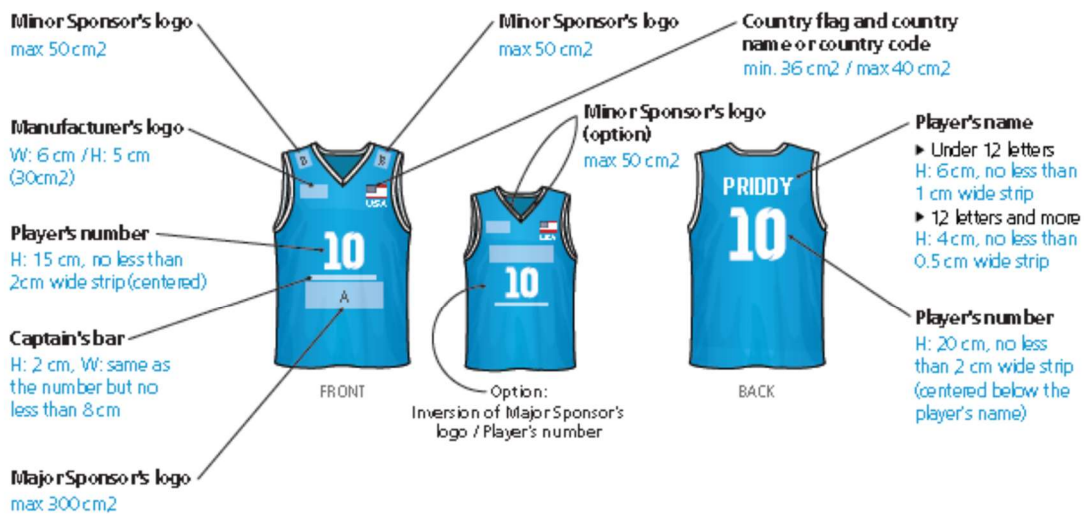 Minor Sponsor's logo
max 50 cm2
Minor Sponsor's logo
max 50 cm2
Country flag and country
name or country code
min. 36 cm2 / max 40 cm2
Manufacturer's logo
W: 6 cm / H: 5 cm
(30cm2)
Minor Sponsor's logo
(option)
max 50 cm2
Player's name
▸ Under 12 letters
H: 6 cm, no less than
1 cm wide strip
▸ 12 letters and more
H: 4 cm, no less than
0.5 cm wide strip
B
B
USA
10
A
USA
10
PRIDDY
10
Player's number
H: 15 cm, no less than
2cm wide strip (centered)
Captain's bar
H: 2 cm, W: same as
the number but no
less than 8 cm
Player's number
H: 20 cm, no less
than 2 cm wide strip
(centered below the
player's name)
FRONT
Option:
Inversion of Major Sponsor's
logo / Player's number
BACK
Major Sponsor's logo
max 300 cm2